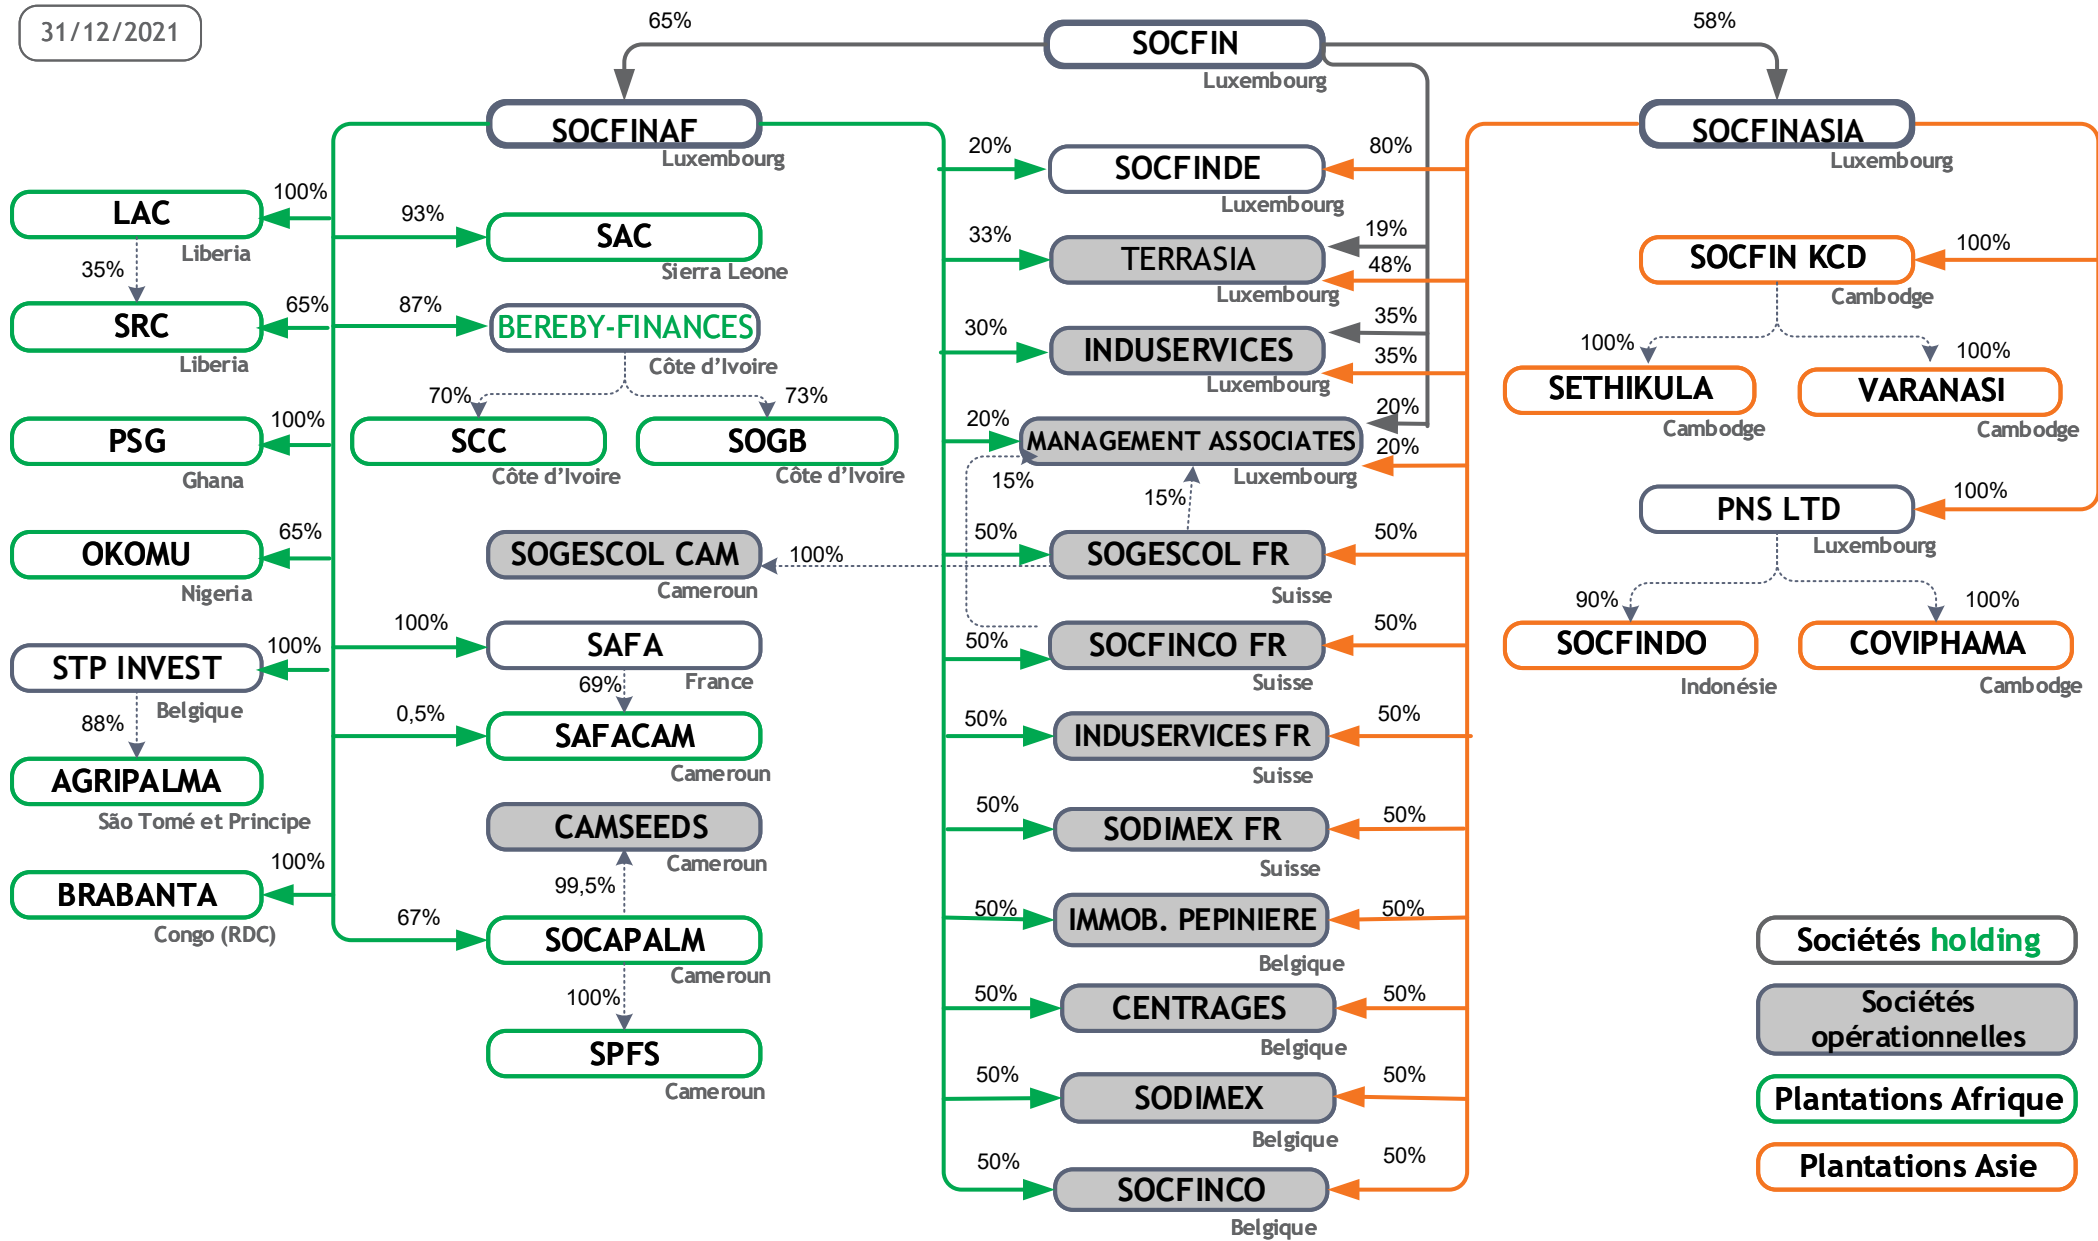 31/12/2021
65%
SOCFIN
Luxembourg
58%
SOCFINAF
Luxembourg
SOCFINASIA
Luxembourg
100%
LAC
Liberia
35%
65%
SRC
Liberia
100%
PSG
Ghana
65%
OKOMU
Nigeria
100%
STP INVEST
Belgique
88%
AGRIPALMA
São Tomé et Principe
100%
BRABANTA
Congo (RDC)
93%
SAC
Sierra Leone
87%
BEREBY-FINANCES
Côte d'Ivoire
70%
73%
SCC
Côte d'Ivoire
SOGB
Côte d'Ivoire
SOGESCOL CAM
Cameroun
100%
100%
SAFA
France
69%
0,5%
SAFACAM
Cameroun
CAMSEEDS
Cameroun
99,5%
67%
SOCAPALM
Cameroun
100%
SPFS
Cameroun
20%
SOCFINDE
80%
Luxembourg
33%
TERRASIA
19%
48%
Luxembourg
30%
INDUSERVICES
35%
35%
Luxembourg
20%
MANAGEMENT ASSOCIATES
20%
20%
Luxembourg
15%
15%
50%
SOGESCOL FR
50%
Suisse
50%
SOCFINCO FR
50%
Suisse
50%
INDUSERVICES FR
50%
Suisse
50%
SODIMEX FR
50%
Suisse
50%
IMMOB. PEPINIERE
50%
Belgique
50%
CENTRAGES
50%
Belgique
50%
SODIMEX
50%
Belgique
50%
SOCFINCO
50%
Belgique
SOCFIN KCD
100%
Cambodge
100%
100%
SETHIKULA
Cambodge
VARANASI
Cambodge
PNS LTD
100%
Luxembourg
90%
100%
SOCFINDO
Indonésie
COVIPHAMA
Cambodge
Sociétés holding
Sociétés
opérationnelles
Plantations Afrique
Plantations Asie